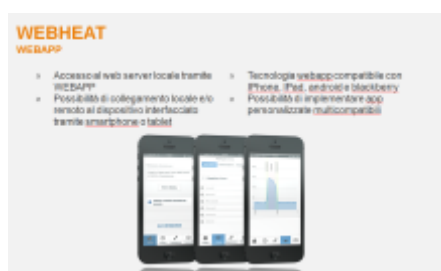 WEBHEAT
WEBAPP
» Accesso al web server locale tramite
WEBAPP
» Possibilità di collegamento locale e/o
remoto al dispositivo interfacciato
tramite smartphone o tablet
» Tecnologia webapp compatibile con
iPhone, iPad, android e blackberry
» Possibilità di implementare app
personalizzate multicompatibili